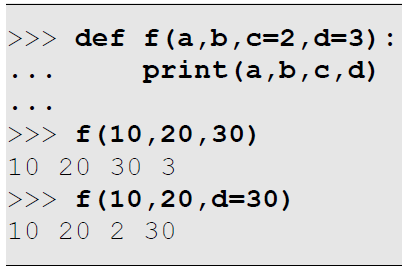 >>> def f(a,b,c=2,d=3):
...     print(a,b,c,d)
...
>>> f(10,20,30)
10 20 30 3
>>> f(10,20,d=30)
10 20 2 30